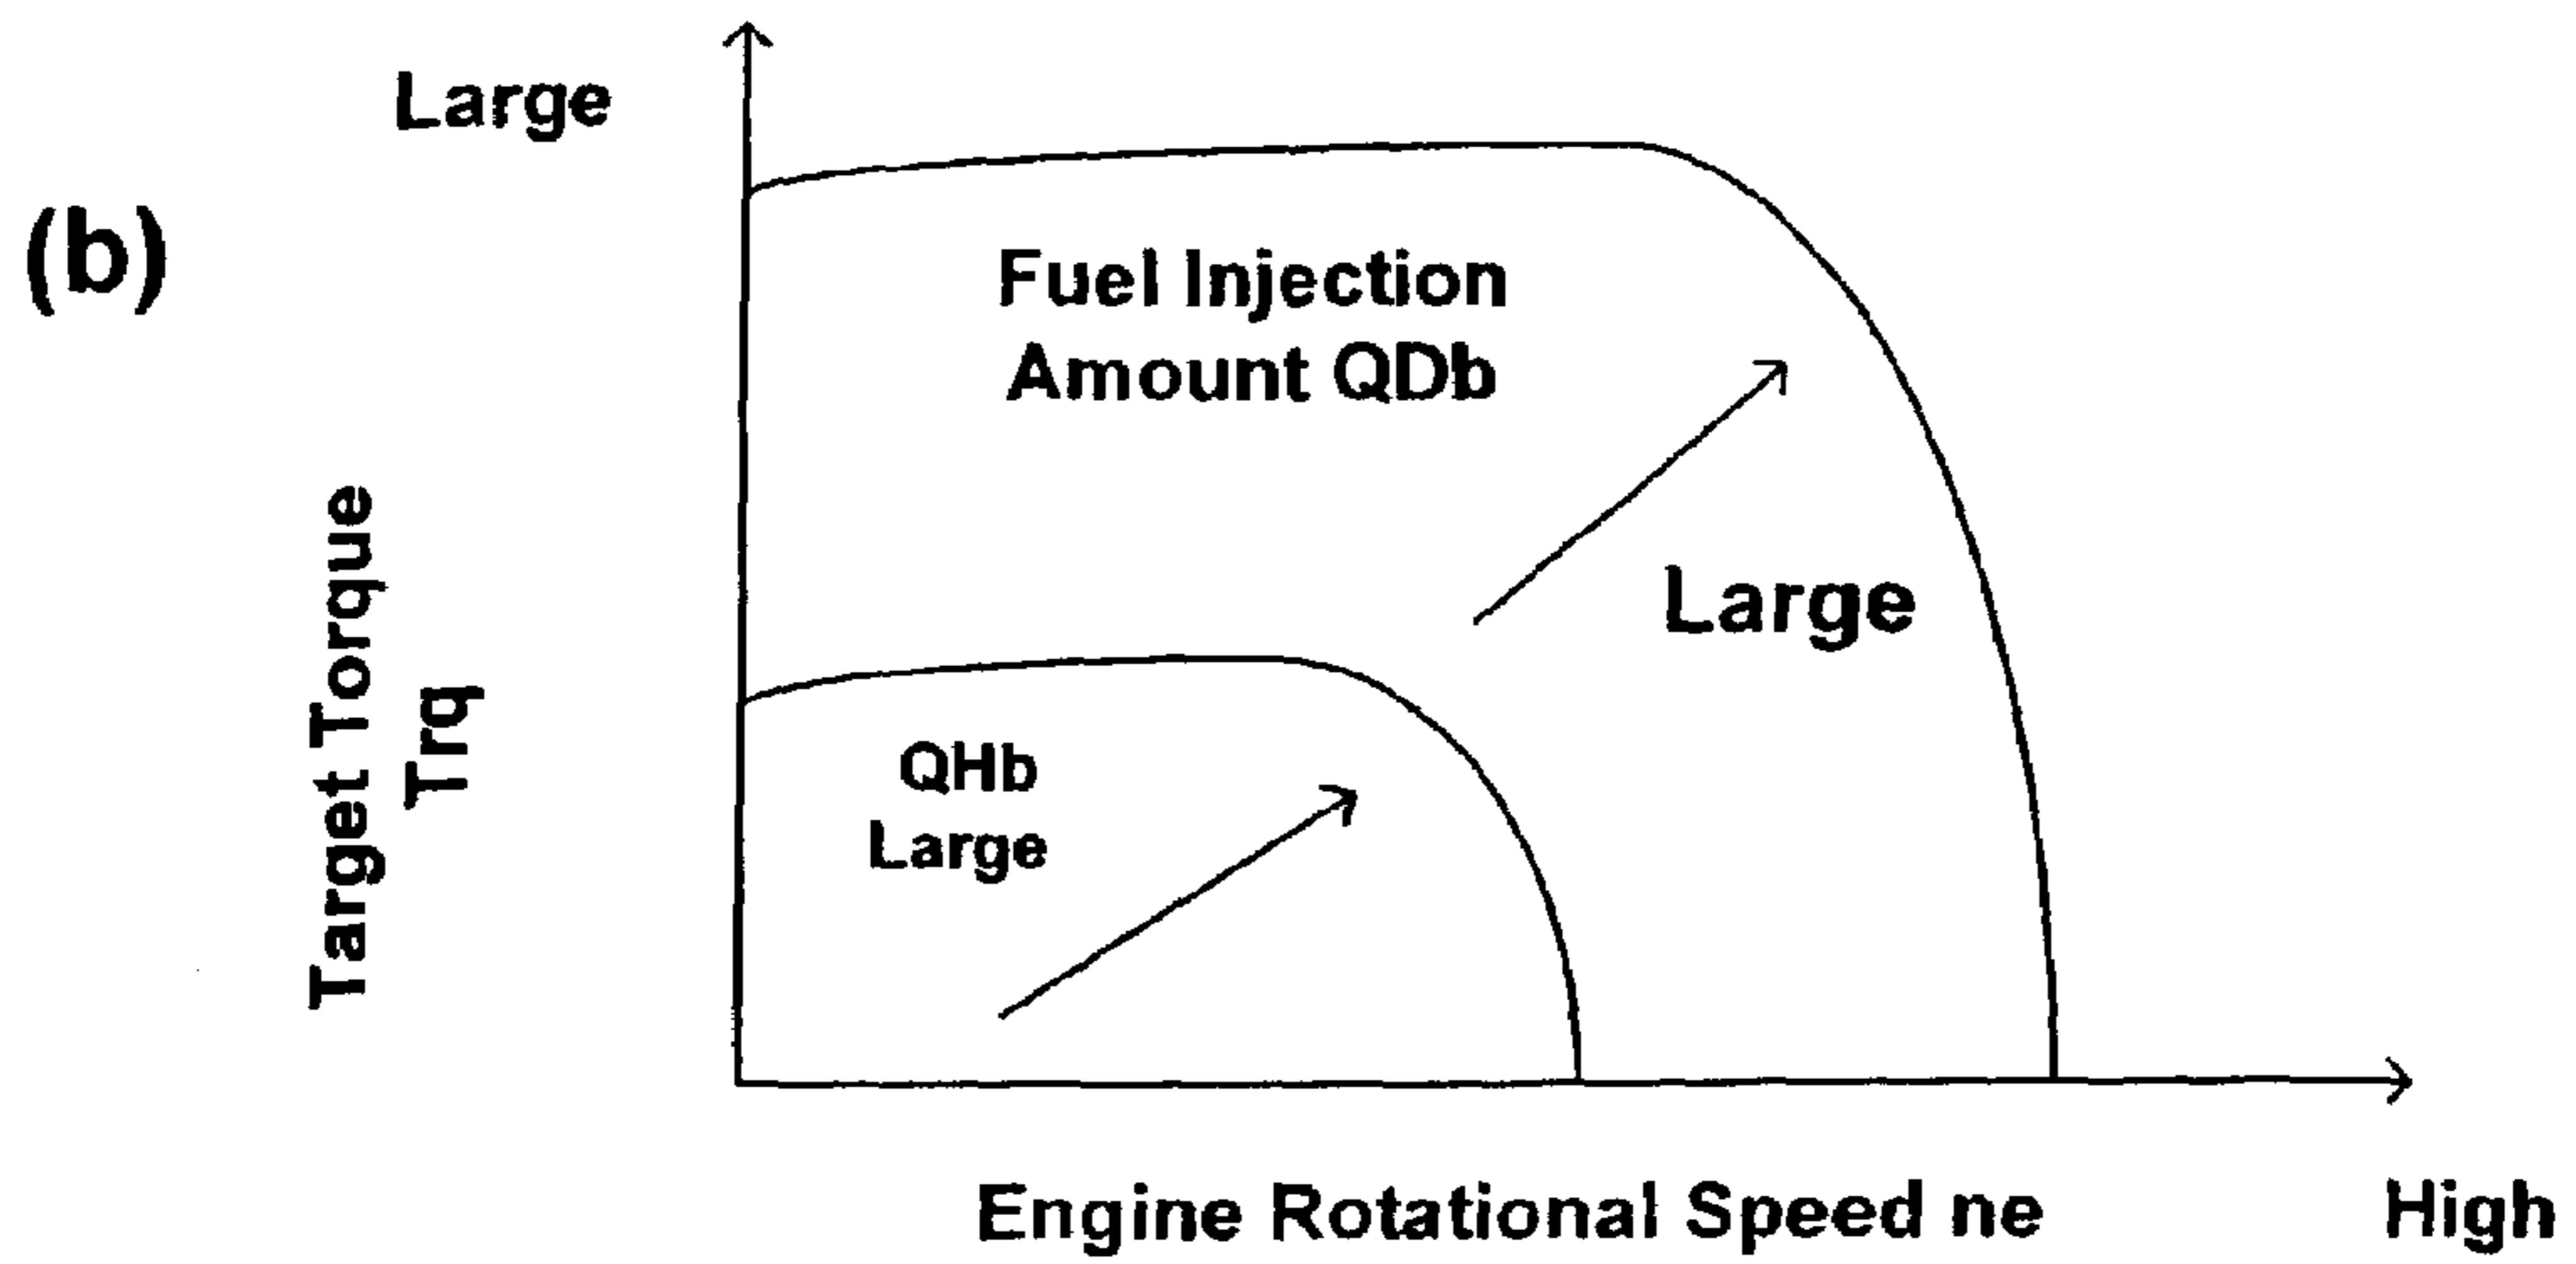 Large
(b)
Fuel Injection
Amount QDb
Large
QHb
Large
Target Torque
Trq
Engine Rotational Speed ne
High